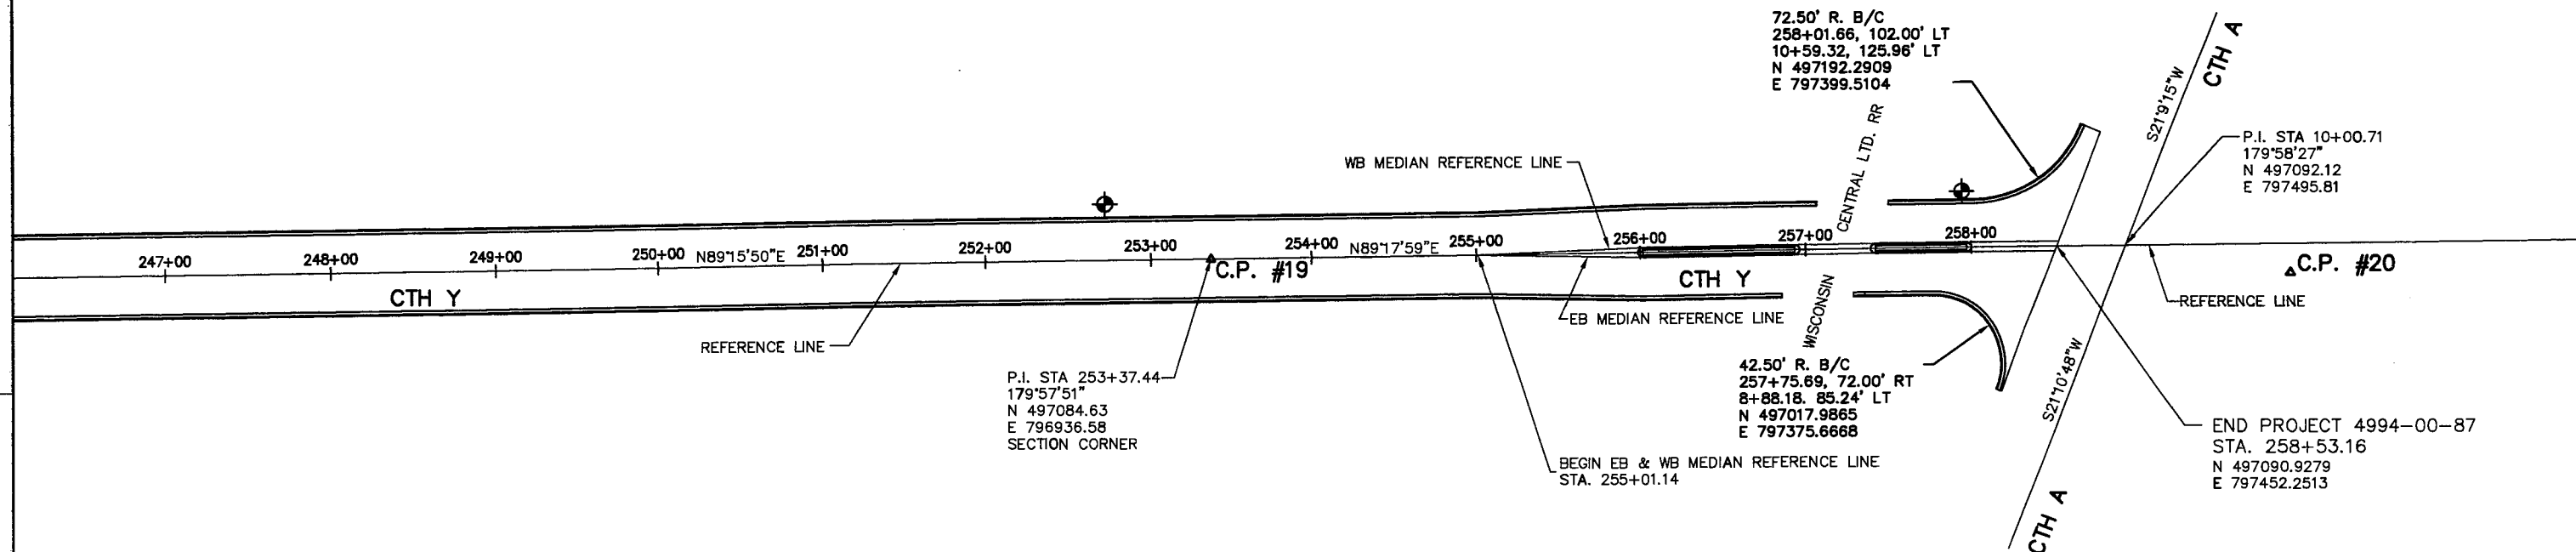 72.50' R. B/C
258+01.66, 102.00' LT
10+59.32, 125.96' LT
N 497192.2909
E 797399.5104
CTH A
S21°9'15"W
P.I. STA 10+00.71
179°58'27"
N 497092.12
E 797495.81
WB MEDIAN REFERENCE LINE
CENTRAL LTD. RR
247+00
248+00
249+00
250+00
N89°15'50"E
251+00
252+00
253+00
254+00
N89°17'59"E
255+00
256+00
257+00
258+00
C.P. #19
C.P. #20
CTH Y
CTH Y
WISCONSIN
REFERENCE LINE
EB MEDIAN REFERENCE LINE
REFERENCE LINE
P.I. STA 253+37.44
179°57'51"
N 497084.63
E 796936.58
SECTION CORNER
42.50' R. B/C
257+75.69, 72.00' RT
8+88.18. 85.24' LT
N 497017.9865
E 797375.6668
S21°10'48"W
BEGIN EB & WB MEDIAN REFERENCE LINE
STA. 255+01.14
END PROJECT 4994-00-87
STA. 258+53.16
N 497090.9279
E 797452.2513
CTH A